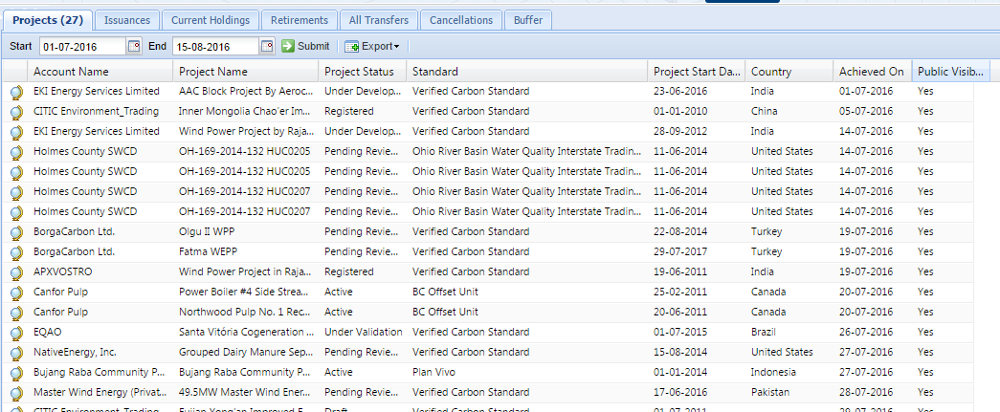 Projects (27) Issuances Current Holdings Retirements All Transfers Cancellations Buffer
Start 01-07-2016 End 15-08-2016 Submit Export
Account Name Project Name Project Status Standard Project Start Da... Country Achieved On Public Visib...
EKI Energy Services Limited AAC Block Project By Aeroc... Under Develop... Verified Carbon Standard 23-06-2016 India 01-07-2016 Yes
CITIC Environment_Trading Inner Mongolia Chao'er Im... Registered Verified Carbon Standard 01-01-2010 China 05-07-2016 Yes
EKI Energy Services Limited Wind Power Project by Raja... Under Develop... Verified Carbon Standard 28-09-2012 India 14-07-2016 Yes
Holmes County SWCD OH-169-2014-132 HUC0205 Pending Revie... Ohio River Basin Water Quality Interstate Tradin... 11-06-2014 United States 14-07-2016 Yes
Holmes County SWCD OH-169-2014-132 HUC0205 Pending Revie... Ohio River Basin Water Quality Interstate Tradin... 11-06-2014 United States 14-07-2016 Yes
Holmes County SWCD OH-169-2014-132 HUC0207 Pending Revie... Ohio River Basin Water Quality Interstate Tradin... 11-06-2014 United States 14-07-2016 Yes
Holmes County SWCD OH-169-2014-132 HUC0207 Pending Revie... Ohio River Basin Water Quality Interstate Tradin... 11-06-2014 United States 14-07-2016 Yes
BorgaCarbon Ltd. Olgu II WPP Pending Revie... Verified Carbon Standard 22-08-2014 Turkey 19-07-2016 Yes
BorgaCarbon Ltd. Fatma WEPP Pending Revie... Verified Carbon Standard 29-07-2017 Turkey 19-07-2016 Yes
APXVOSTRO Wind Power Project in Raja... Registered Verified Carbon Standard 19-06-2011 India 19-07-2016 Yes
Canfor Pulp Power Boiler #4 Side Strea... Active BC Offset Unit 25-02-2011 Canada 20-07-2016 Yes
Canfor Pulp Northwood Pulp No. 1 Rec... Active BC Offset Unit 20-06-2011 Canada 20-07-2016 Yes
EQAO Santa Vitória Cogeneration ... Under Validation Verified Carbon Standard 01-07-2015 Brazil 26-07-2016 Yes
NativeEnergy, Inc. Grouped Dairy Manure Sep... Pending Revie... Verified Carbon Standard 15-08-2014 United States 27-07-2016 Yes
Bujang Raba Community P... Bujang Raba Community P... Active Plan Vivo 01-01-2014 Indonesia 27-07-2016 Yes
Master Wind Energy (Privat... 49.5MW Master Wind Ener... Pending Revie... Verified Carbon Standard 17-06-2016 Pakistan 28-07-2016 Yes
CITIC Environment_Trading Fujian Yong'an Improved F... Draft Verified Carbon Standard 01-07-2011 29-07-2016 Yes